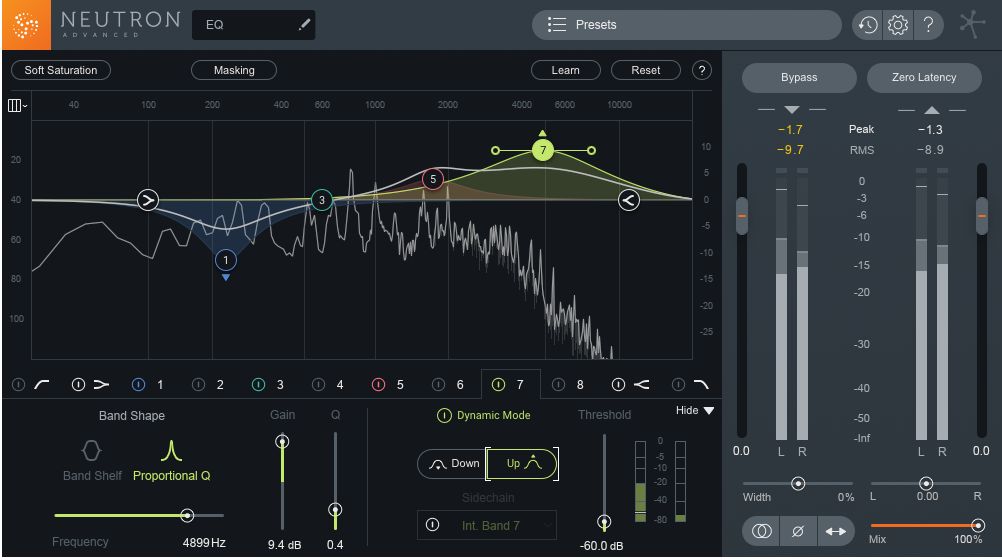 NEUTRON
ADVANCED
EQ
Presets
?
Soft Saturation
Masking
Learn
Reset
?
Bypass
Zero Latency
40 100 200 400 600 1000 2000 4000 6000 10000
-1.7 Peak -1.3
-9.7 RMS -8.9
20
40
60
80
100
10
5
0
-5
-10
-15
-20
-25
7
5
3
1
0
-3
-6
-10
-15
-20
-30
-40
-50
-Inf
0.0 L R L R 0.0
1 2 3 4 5 6 7 8
Band Shape
Gain
Q
Dynamic Mode
Threshold
Hide
Band Shelf
Proportional Q
Down
Up
Sidechain
Int. Band 7
0
-5
-10
-20
-40
-80
Frequency
4899 Hz
9.4 dB
0.4
-60.0 dB
Width 0%
L 0.00 R
Mix 100%